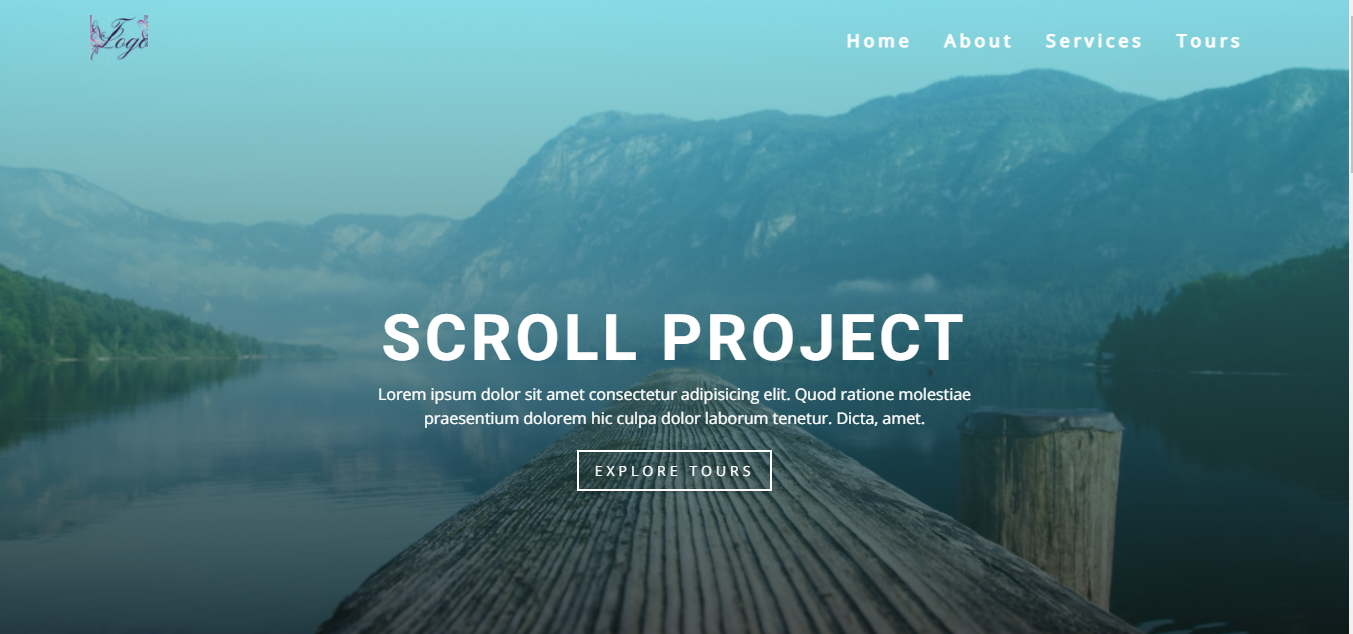 Logo
Home About Services Tours
SCROLL PROJECT
Lorem ipsum dolor sit amet consectetur adipisicing elit. Quod ratione molestiae
praesentium dolorem hic culpa dolor laborum tenetur. Dicta, amet.
EXPLORE TOURS